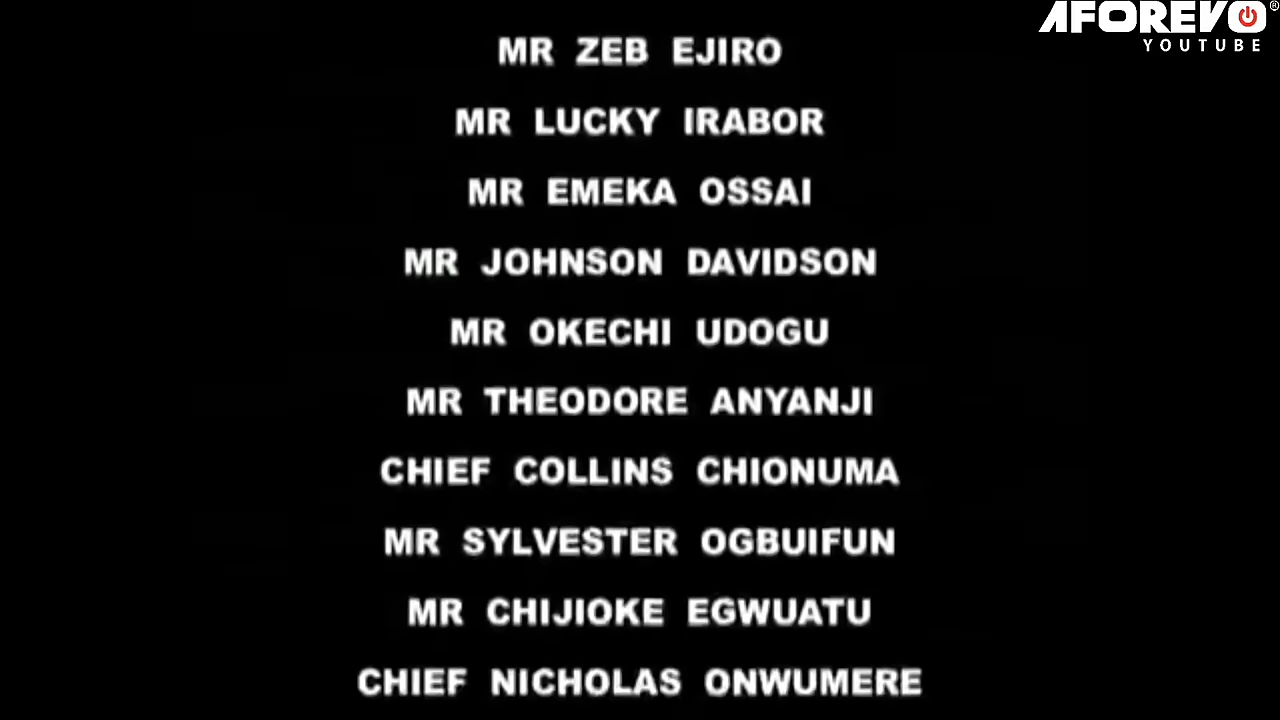 AFOREVO®
YOUTUBE
MR ZEB EJIRO
MR LUCKY IRABOR
MR EMEKA OSSAI
MR JOHNSON DAVIDSON
MR OKECHI UDOGU
MR THEODORE ANYANJI
CHIEF COLLINS CHIONUMA
MR SYLVESTER OGBUIFUN
MR CHIJIOKE EGWUATU
CHIEF NICHOLAS ONWUMERE